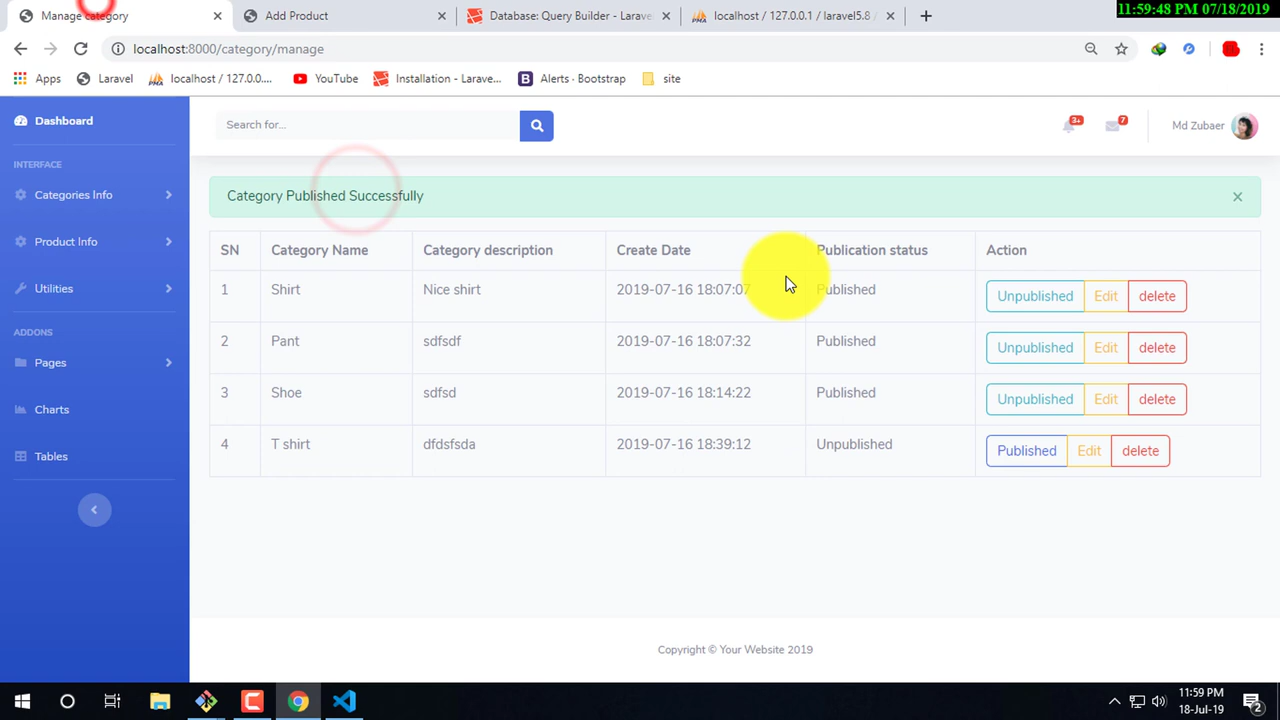 Manage category
Add Product
Database: Query Builder - Larave
localhost / 127.0.0.1 / laravel5.8 /
11:59:48 PM 07/18/2019
localhost:8000/category/manage
Apps
Laravel
localhost / 127.0.0....
YouTube
Installation - Larave...
Alerts · Bootstrap
site
Dashboard
Search for...
3+
7
Md Zubaer
INTERFACE
Categories Info
Product Info
Utilities
ADDONS
Pages
Charts
Tables
Category Published Successfully
SN Category Name Category description Create Date Publication status Action
1 Shirt Nice shirt 2019-07-16 18:07:07 Published Unpublished Edit delete
2 Pant sdfsdf 2019-07-16 18:07:32 Published Unpublished Edit delete
3 Shoe sdfsd 2019-07-16 18:14:22 Published Unpublished Edit delete
4 T shirt dfdsfsda 2019-07-16 18:39:12 Unpublished Published Edit delete
Copyright © Your Website 2019
11:59 PM
18-Jul-19
2